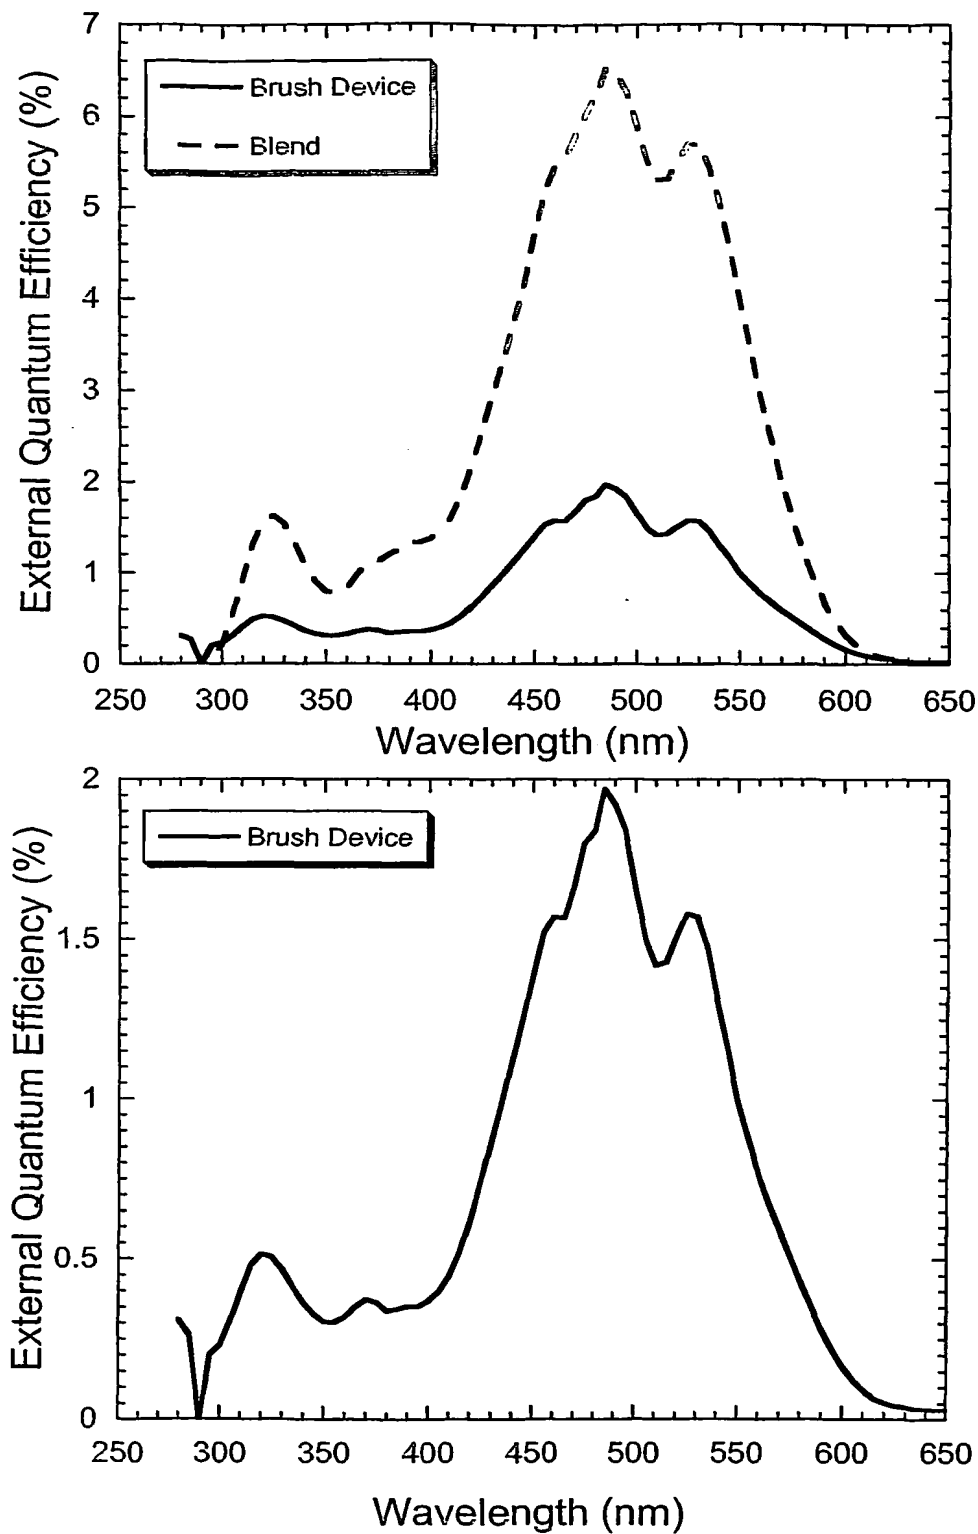 7
6
5
4
3
2
1
0
External Quantum Efficiency (%)
Brush Device
Blend
250 300 350 400 450 500 550 600 650
Wavelength (nm)
2
1.5
1
0.5
0
External Quantum Efficiency (%)
Brush Device
250 300 350 400 450 500 550 600 650
Wavelength (nm)